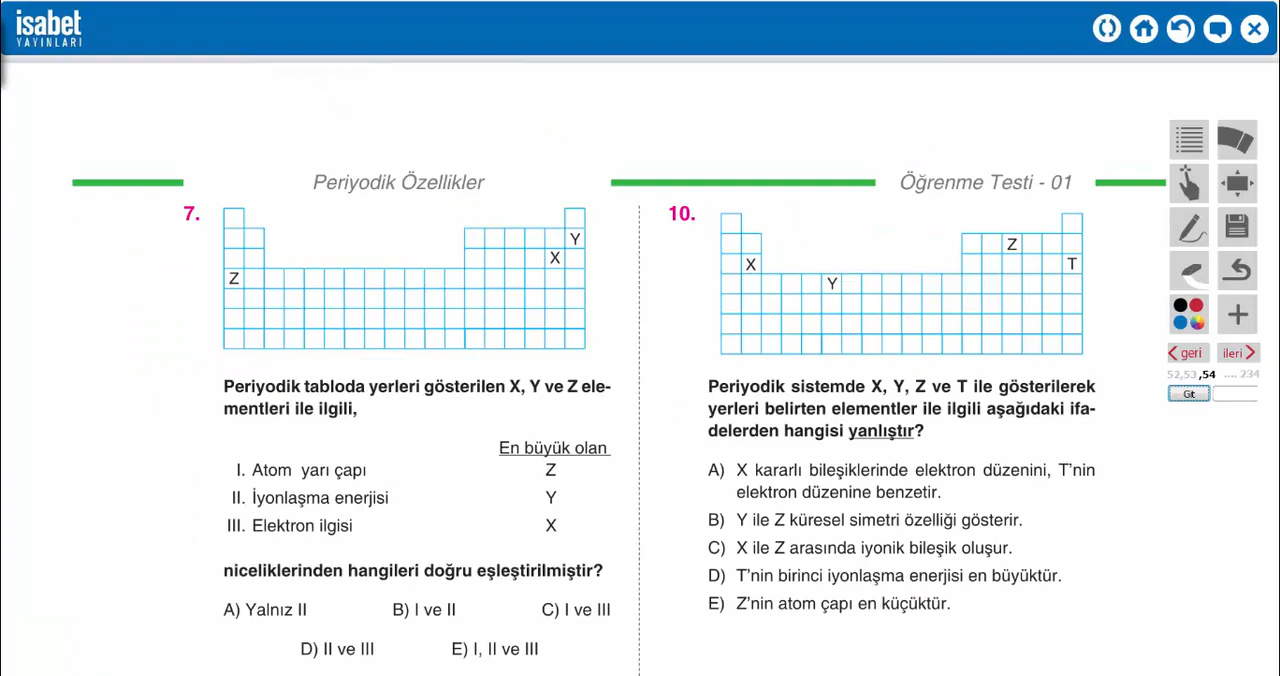 isabet
YAYINLARI
Periyodik Özellikler
Öğrenme Testi - 01
7.
Y
X
Z
Periyodik tabloda yerleri gösterilen X, Y ve Z ele-
mentleri ile ilgili,
En büyük olan
I. Atom yarı çapı Z
II. İyonlaşma enerjisi Y
III. Elektron ilgisi X
niceliklerinden hangileri doğru eşleştirilmiştir?
A) Yalnız II B) I ve II C) I ve III
D) II ve III E) I, II ve III
10.
Z
X T
Y
Periyodik sistemde X, Y, Z ve T ile gösterilerek
yerleri belirten elementler ile ilgili aşağıdaki ifa-
delerden hangisi yanlıştır?
A) X kararlı bileşiklerinde elektron düzenini, T'nin
elektron düzenine benzetir.
B) Y ile Z küresel simetri özelliği gösterir.
C) X ile Z arasında iyonik bileşik oluşur.
D) T'nin birinci iyonlaşma enerjisi en büyüktür.
E) Z'nin atom çapı en küçüktür.
geri ileri
52,53,54 .... 234
Git